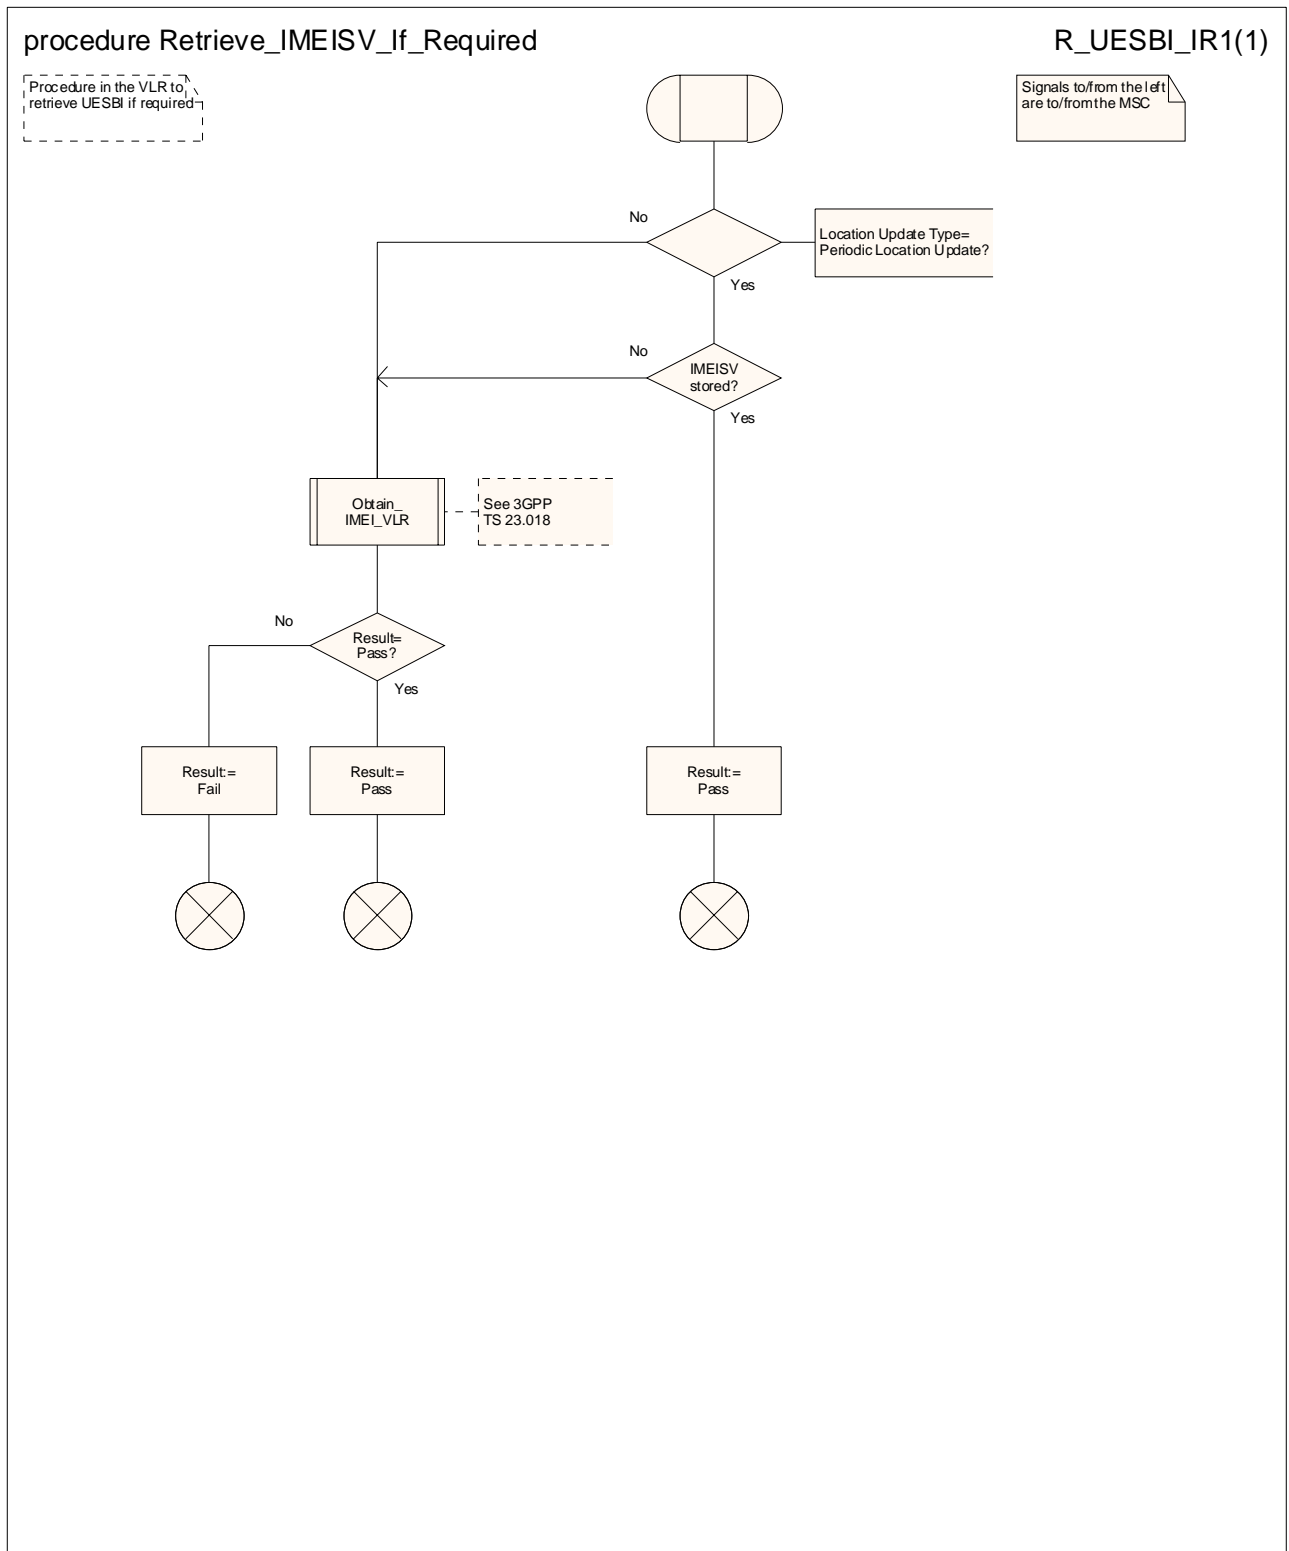 procedure Retrieve_IMEISV_If_Required
R_UESBI_IR1(1)
Procedure in the VLR to
retrieve UESBI if required
Signals to/from the left
are to/from the MSC
No
Location Update Type=
Periodic Location Update?
Yes
No
IMEISV
stored?
Yes
Obtain_
IMEI_VLR
See 3GPP
TS 23.018
No
Result=
Pass?
Yes
Result:=
Fail
Result:=
Pass
Result:=
Pass